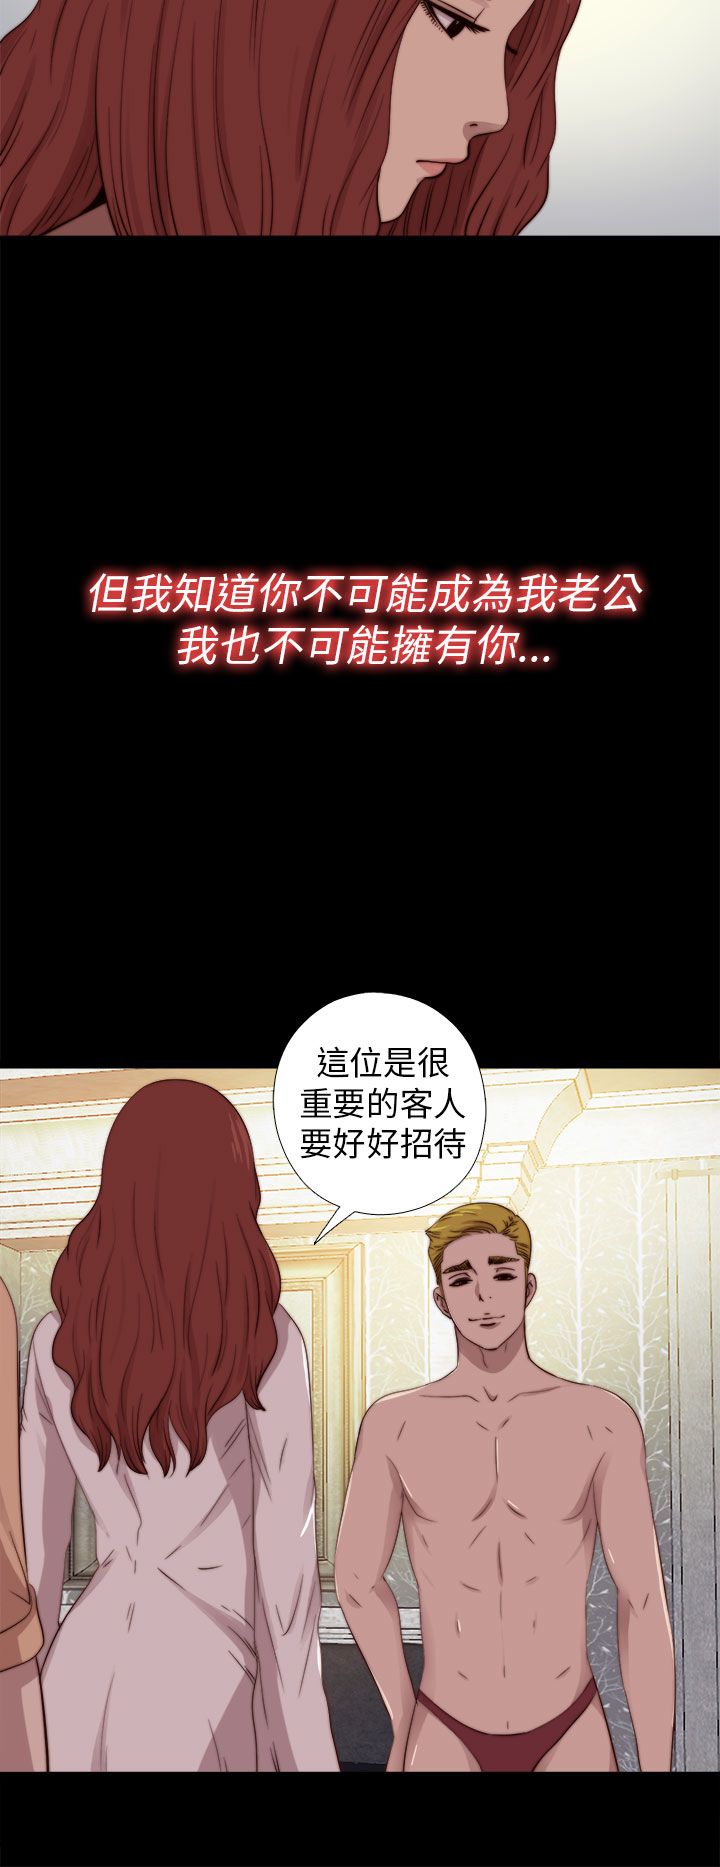 但我知道你不可能成為我老公
我也不可能擁有你...
這位是很
重要的客人
要好好招待